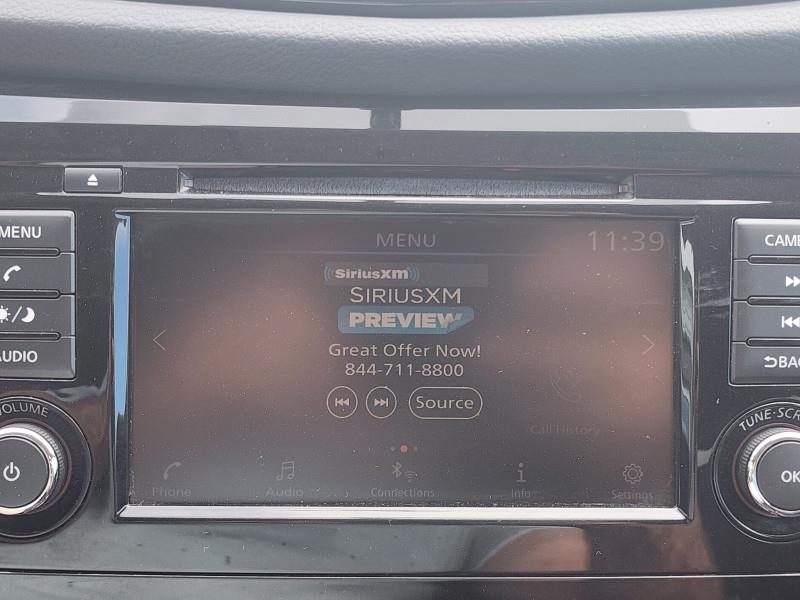 MENU
AUDIO
VOLUME
MENU
11:39
SiriusXM
SIRIUSXM
PREVIEW
Great Offer Now!
844-711-8800
Source
Call History
Phone
Audio
Connections
Info
Settings
CAME
BAC
TUNE-SCR
OK